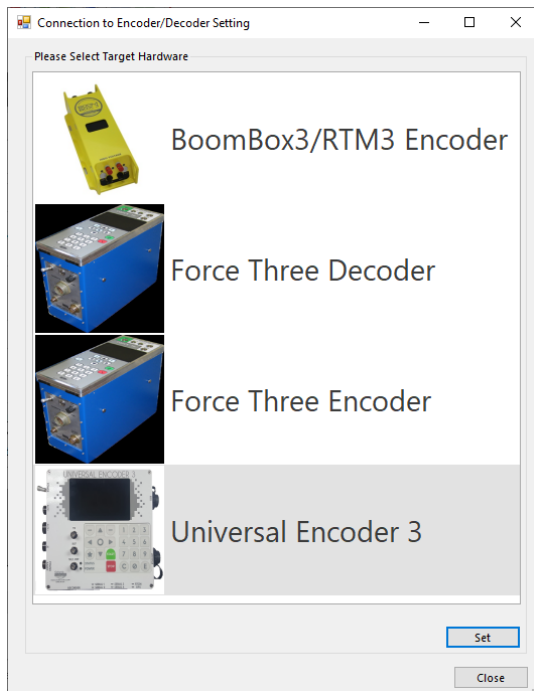 Connection to Encoder/Decoder Setting
Please Select Target Hardware
BoomBox3/RTM3 Encoder
Force Three Decoder
Force Three Encoder
UNIVERSAL ENCODER 3
Universal Encoder 3
Set
Close